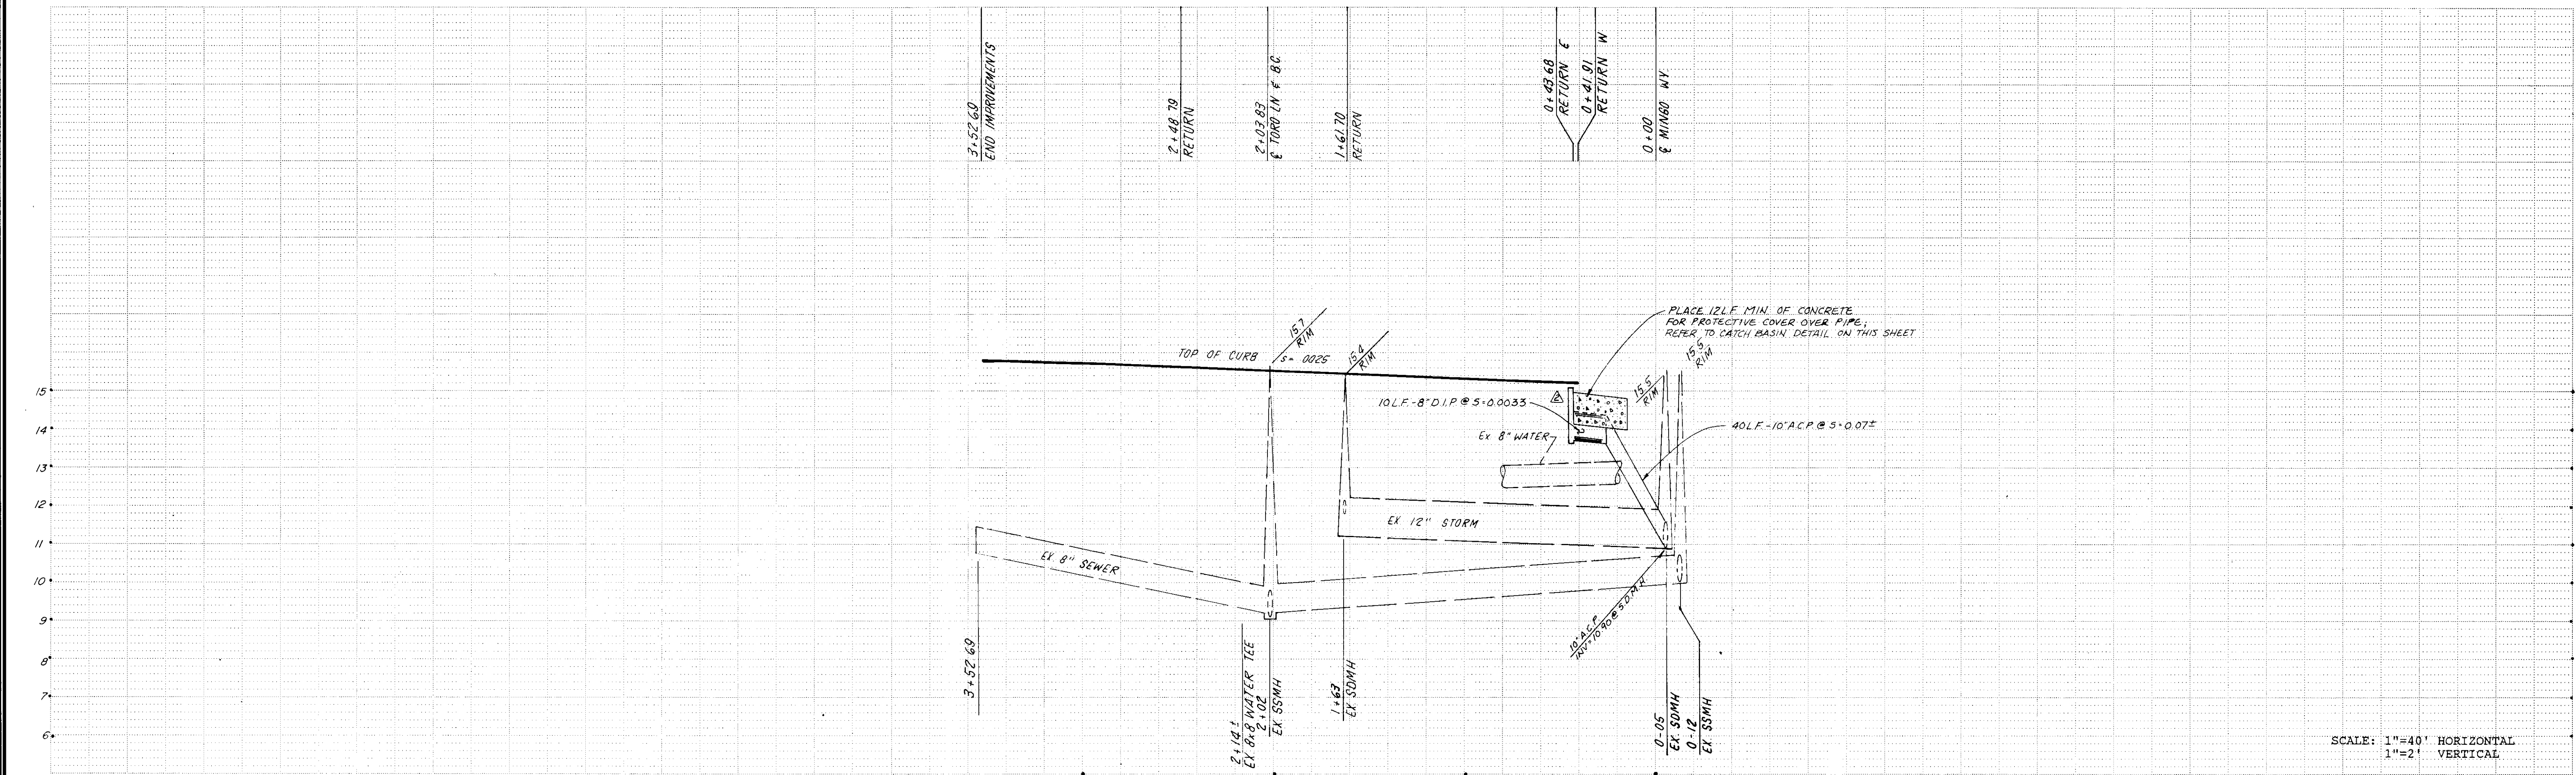 3+52.69
END IMPROVEMENTS
2+48.79
RETURN
2+03.83
℄ TORO LN & B.C.
1+61.70
RETURN
0+43.68
RETURN E
0+41.91
RETURN W
0+00
℄ MINGO WY.
PLACE 12 L.F. MIN. OF CONCRETE
FOR PROTECTIVE COVER OVER PIPE;
REFER TO CATCH BASIN DETAIL ON THIS SHEET
TOP OF CURB
S= 0025
15.7
RIM
15.4
RIM
15.5
RIM
15.5
RIM
10 L.F.-8" D.I.P @ S=0.0033
2
40 L.F.-10" A.C.P. @ S=0.07±
EX 8" WATER
EX 12" STORM
EX. 8" SEWER
10" A.C.P.
INV=10.90 @ S.D.M.H.
15
14
13
12
11
10
9
8
7
6
3+52.69
2+14±
EX 8x8 WATER TEE
2+02
EX SSMH
1+63
EX SDMH
0-05
EX. SDMH
0-12
EX. SSMH
SCALE: 1"=40' HORIZONTAL
1"=2' VERTICAL